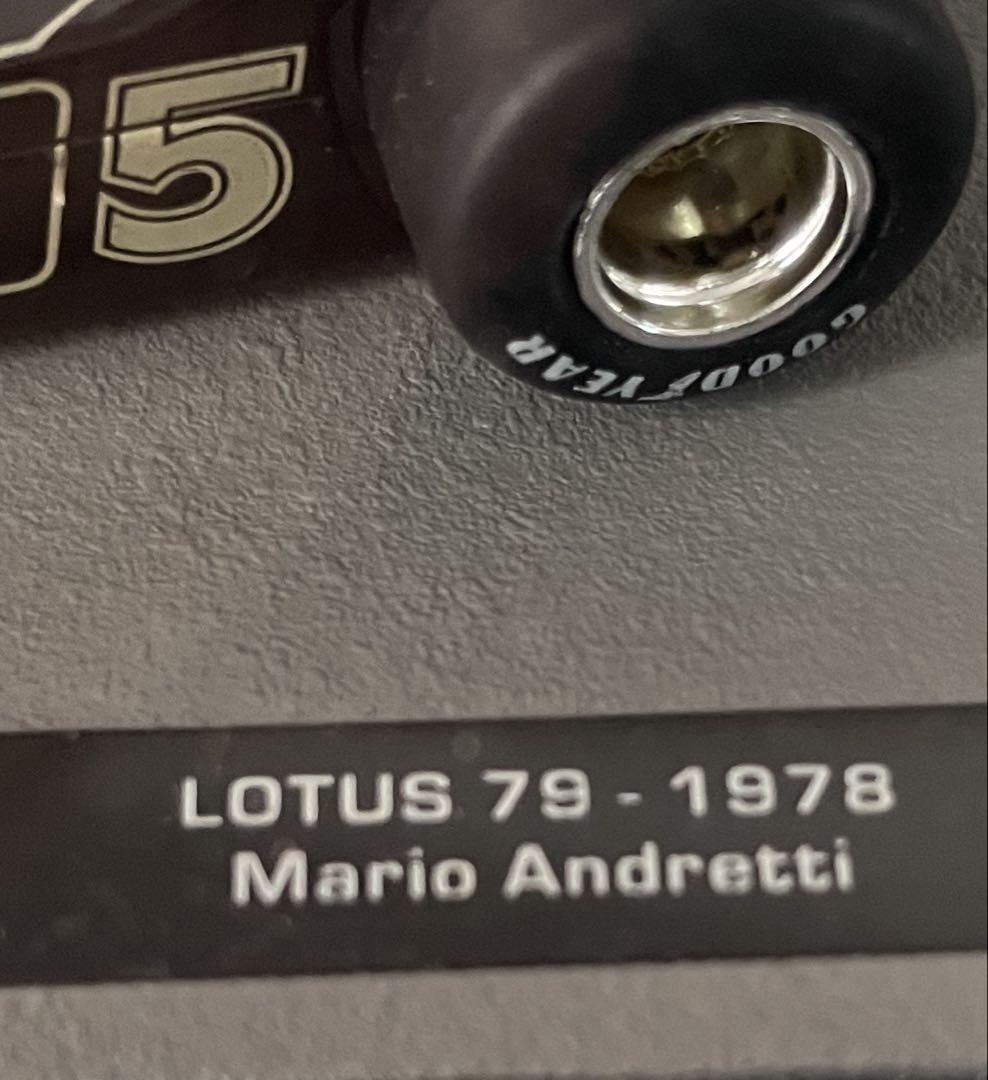 5
GOODYEAR
LOTUS 79 - 1978
Mario Andretti